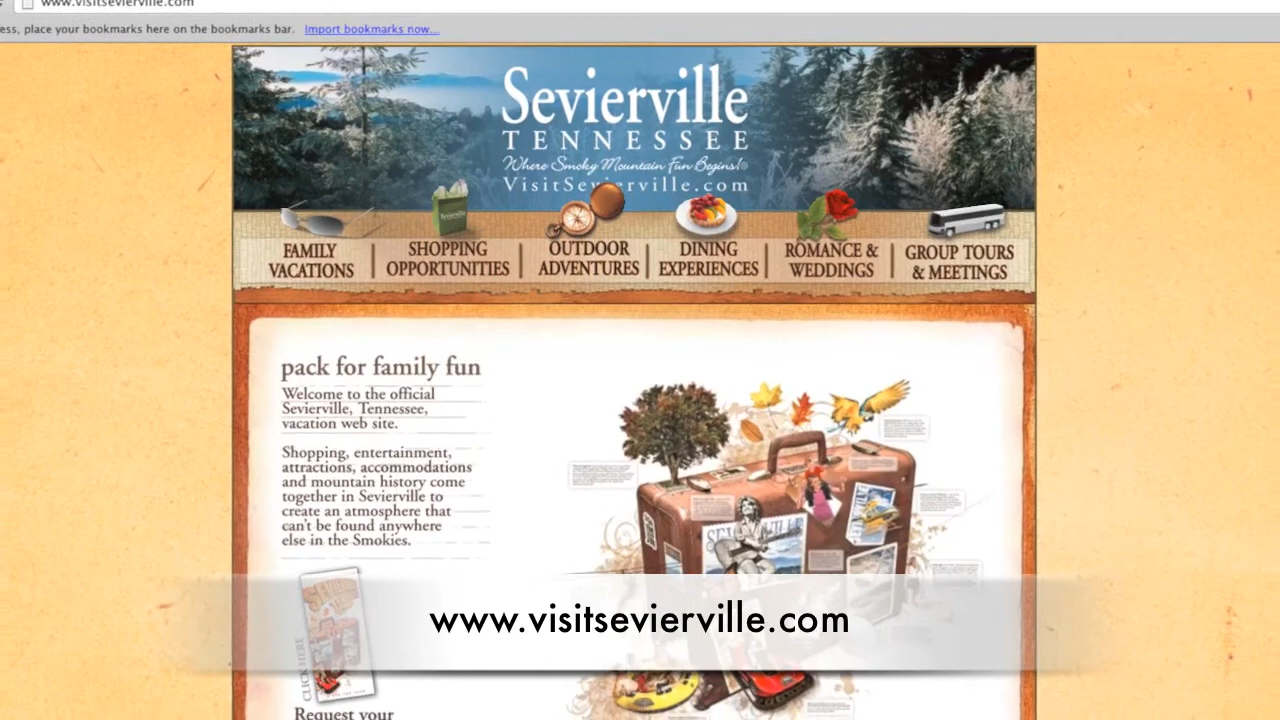 www.visitsevierville.com
ess, place your bookmarks here on the bookmarks bar. Import bookmarks now...
Sevierville
TENNESSEE
Where Smoky Mountain Fun Begins!®
VisitSevierville.com
FAMILY
VACATIONS
SHOPPING
OPPORTUNITIES
OUTDOOR
ADVENTURES
DINING
EXPERIENCES
ROMANCE &
WEDDINGS
GROUP TOURS
& MEETINGS
pack for family fun
Welcome to the official
Sevierville, Tennessee,
vacation web site.
Shopping, entertainment,
attractions, accommodations
and mountain history come
together in Sevierville to
create an atmosphere that
can't be found anywhere
else in the Smokies.
SEVIERVILLE
CLICK HERE
www.visitsevierville.com
Request your